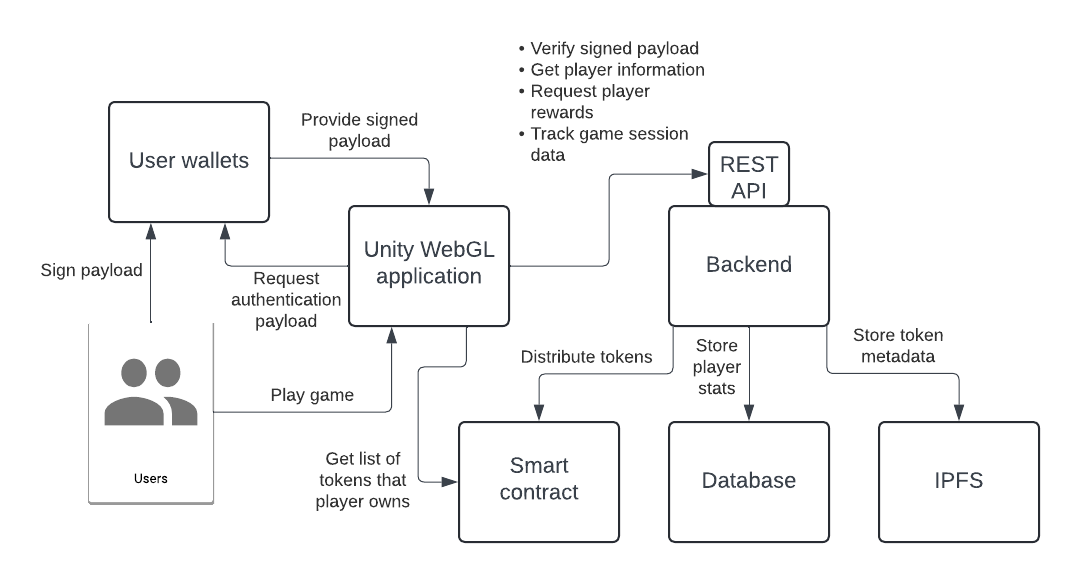 • Verify signed payload
• Get player information
• Request player
rewards
• Track game session
data
Provide signed
payload
User wallets
REST
API
Unity WebGL
application
Backend
Sign payload
Request
authentication
payload
Distribute tokens
Store
player
stats
Store token
metadata
Play game
Users
Get list of
tokens that
player owns
Smart
contract
Database
IPFS